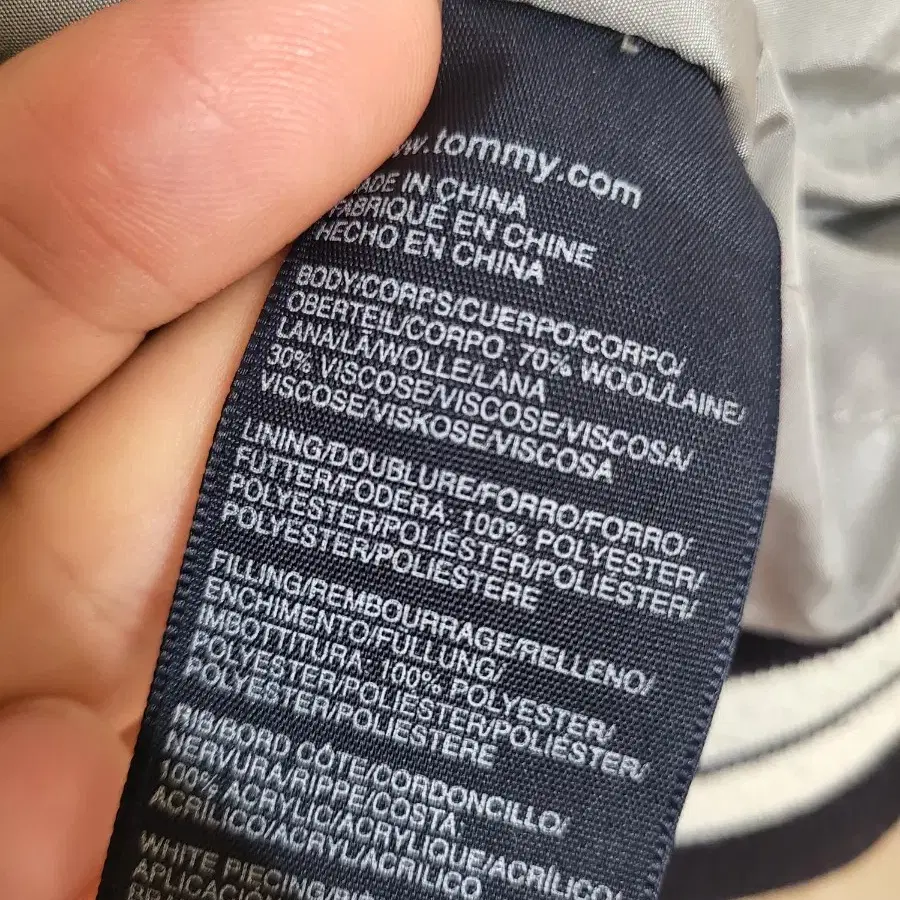 L
.tommy.com
MADE IN CHINA
FABRIQUÉ EN CHINE
HECHO EN CHINA
BODY/CORPS/CUERPO/CORPO/
OBERTEIL/CORPO: 70% WOOL/LAINE/
LANA/LÃ/WOLLE/LANA
30% VISCOSE/VISCOSE/VISCOSA/
VISCOSE/VISKOSE/VISCOSA
LINING/DOUBLURE/FORRO/FORRO/
FUTTER/FODERA: 100% POLYESTER/
POLYESTER/POLIÉSTER/POLIÉSTER/
POLYESTER/POLIESTERE
FILLING/REMBOURRAGE/RELLENO/
ENCHIMENTO/FÜLLUNG/
IMBOTTITURA: 100% POLYESTER/
POLYESTER/POLIÉSTER/POLIÉSTER/
POLYESTER/POLIESTERE
RIB/BORD CÔTE/CORDONCILLO/
NERVURA/RIPPE/COSTA:
100% ACRYLIC/ACRYLIQUE/ACRÍLICO/
ACRÍLICO/ACRYL/ACRILICO
WHITE PIECING/